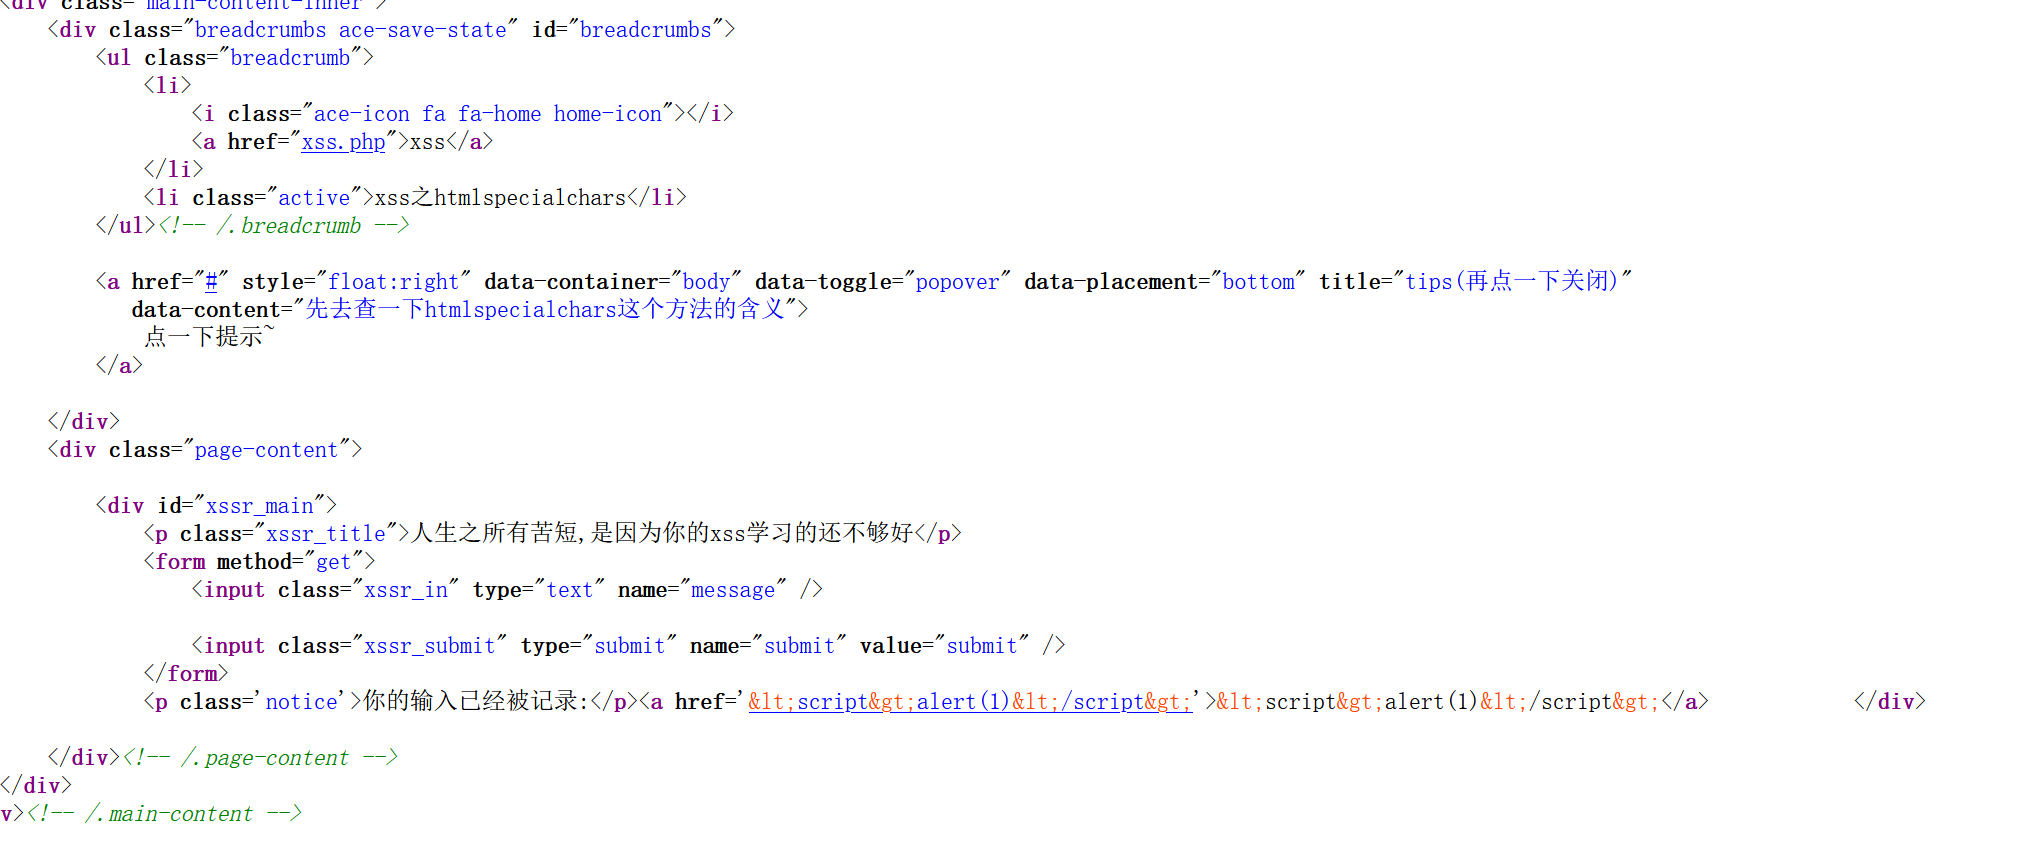 <div class="main-content-inner">
<div class="breadcrumbs ace-save-state" id="breadcrumbs">
<ul class="breadcrumb">
<li>
<i class="ace-icon fa fa-home home-icon"></i>
<a href="xss.php">xss</a>
</li>
<li class="active">xss之htmlspecialchars</li>
</ul><!-- /.breadcrumb -->
<a href="#" style="float:right" data-container="body" data-toggle="popover" data-placement="bottom" title="tips(再点一下关闭)"
data-content="先去查一下htmlspecialchars这个方法的含义">
点一下提示~
</a>
</div>
<div class="page-content">
<div id="xssr_main">
<p class="xssr_title">人生之所有苦短,是因为你的xss学习的还不够好</p>
<form method="get">
<input class="xssr_in" type="text" name="message" />
<input class="xssr_submit" type="submit" name="submit" value="submit" />
</form>
<p class='notice'>你的输入已经被记录:</p><a href='&lt;script&gt;alert(1)&lt;/script&gt;'>&lt;script&gt;alert(1)&lt;/script&gt;</a> </div>
</div><!-- /.page-content -->
</div>
v><!-- /.main-content -->